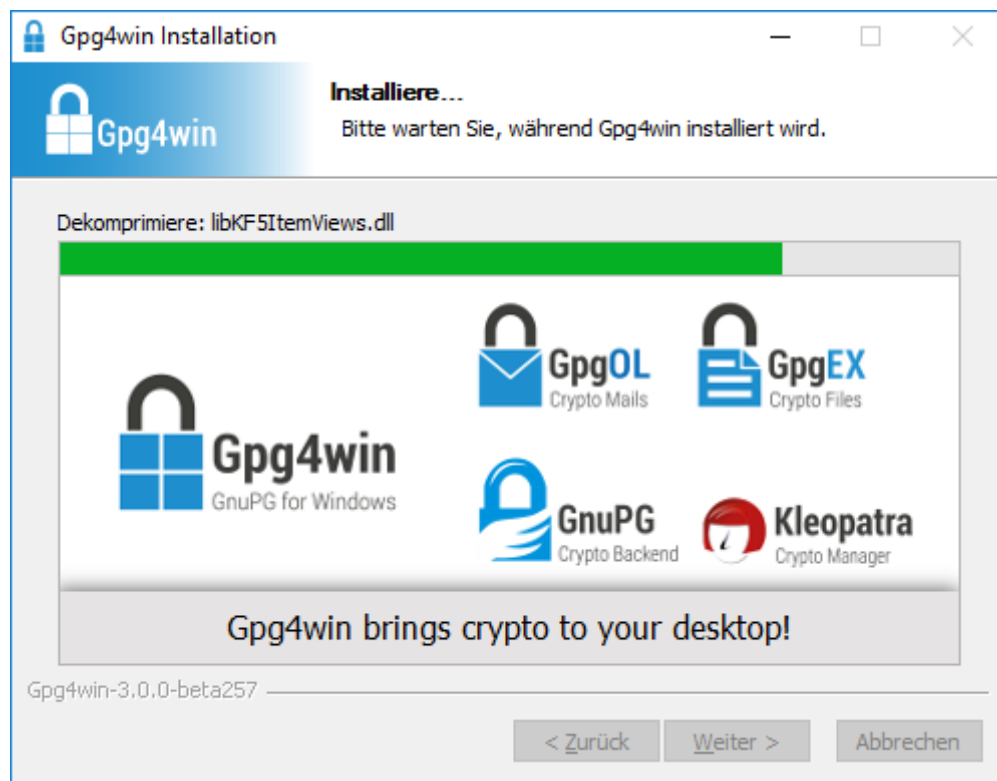 Gpg4win Installation
Gpg4win
Installiere...
Bitte warten Sie, während Gpg4win installiert wird.
Dekomprimiere: libKF5ItemViews.dll
Gpg4win
GnuPG for Windows
GpgOL
Crypto Mails
GpgEX
Crypto Files
GnuPG
Crypto Backend
Kleopatra
Crypto Manager
Gpg4win brings crypto to your desktop!
Gpg4win-3.0.0-beta257
< Zurück
Weiter >
Abbrechen